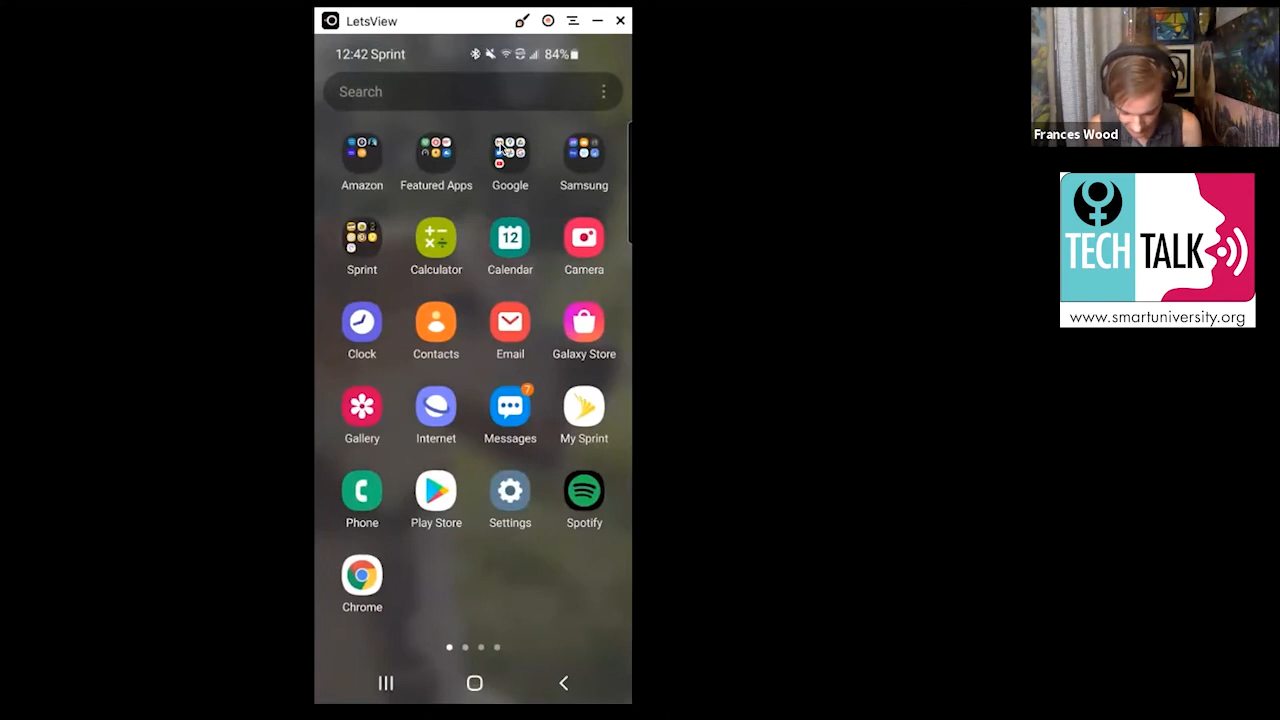 LetsView
12:42 Sprint
84%
Search
Amazon
Featured Apps
Google
Samsung
Sprint
Calculator
12
Calendar
Camera
Clock
Contacts
Email
Galaxy Store
Gallery
Internet
7
Messages
My Sprint
Phone
Play Store
Settings
Spotify
Chrome
Frances Wood
TECH TALK
www.smartuniversity.org